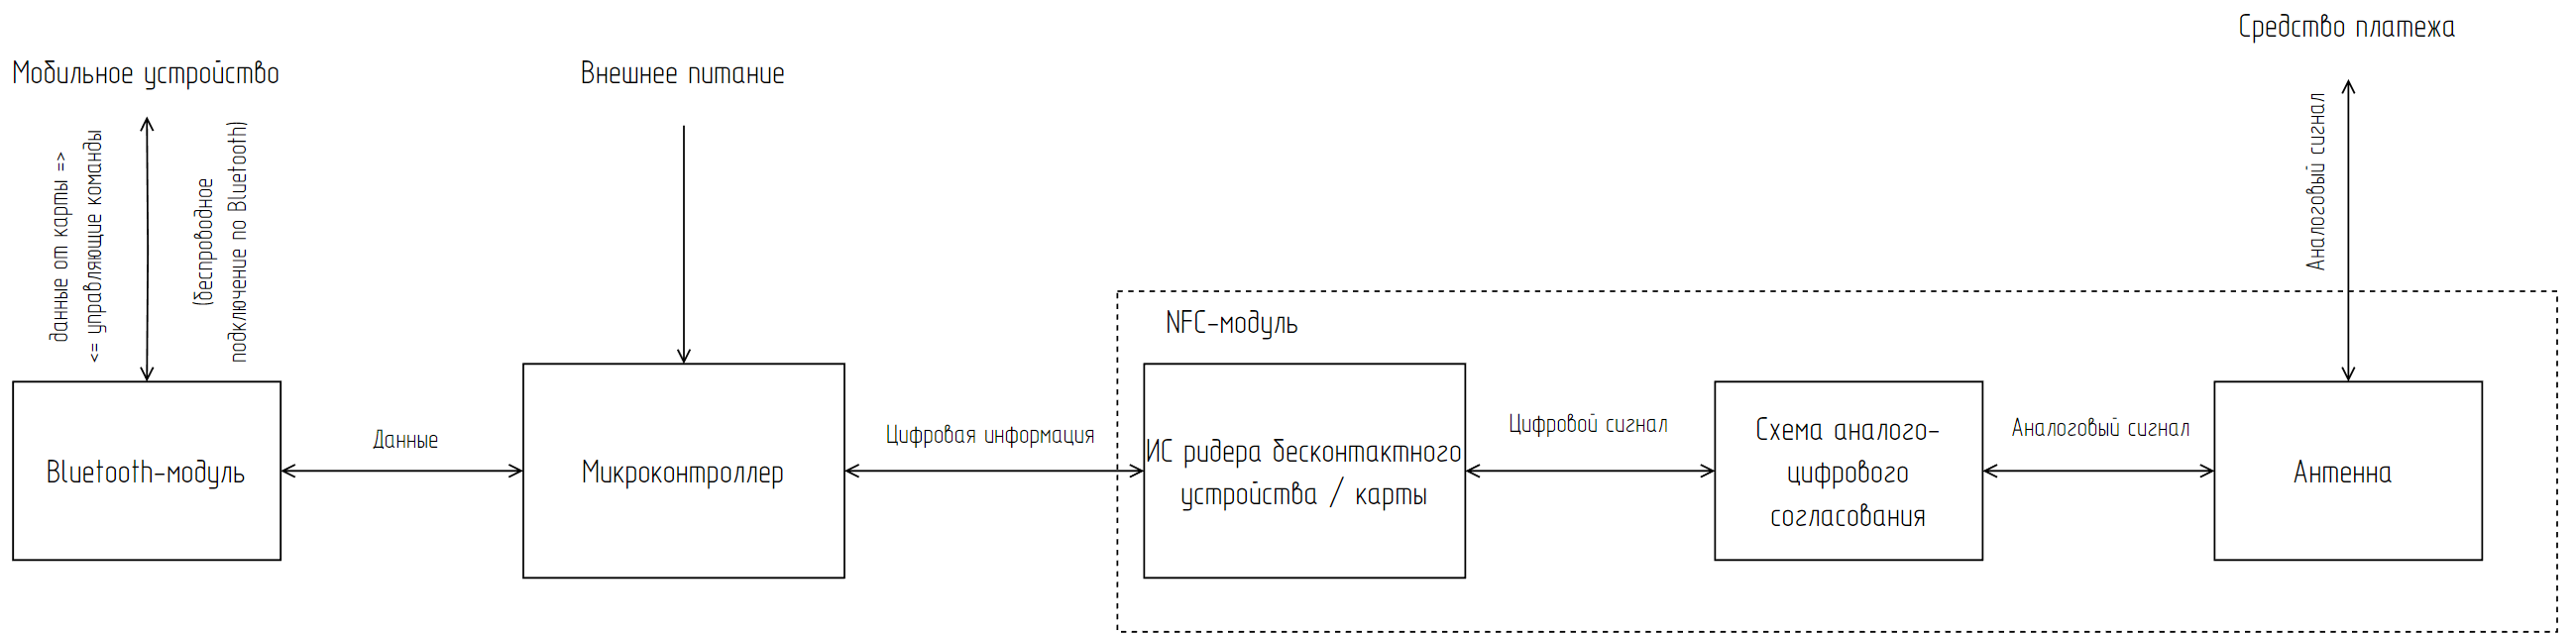 Средство платежа
Мобильное устройство
Внешнее питание
данные от карты =>
<= управляющие команды
(беспроводное
подключение по Bluetooth)
Аналоговый сигнал
NFC-модуль
Bluetooth-модуль
Данные
Микроконтроллер
Цифровая информация
ИС ридера бесконтактного
устройства / карты
Цифровой сигнал
Схема аналого-
цифрового
согласования
Аналоговый сигнал
Антенна